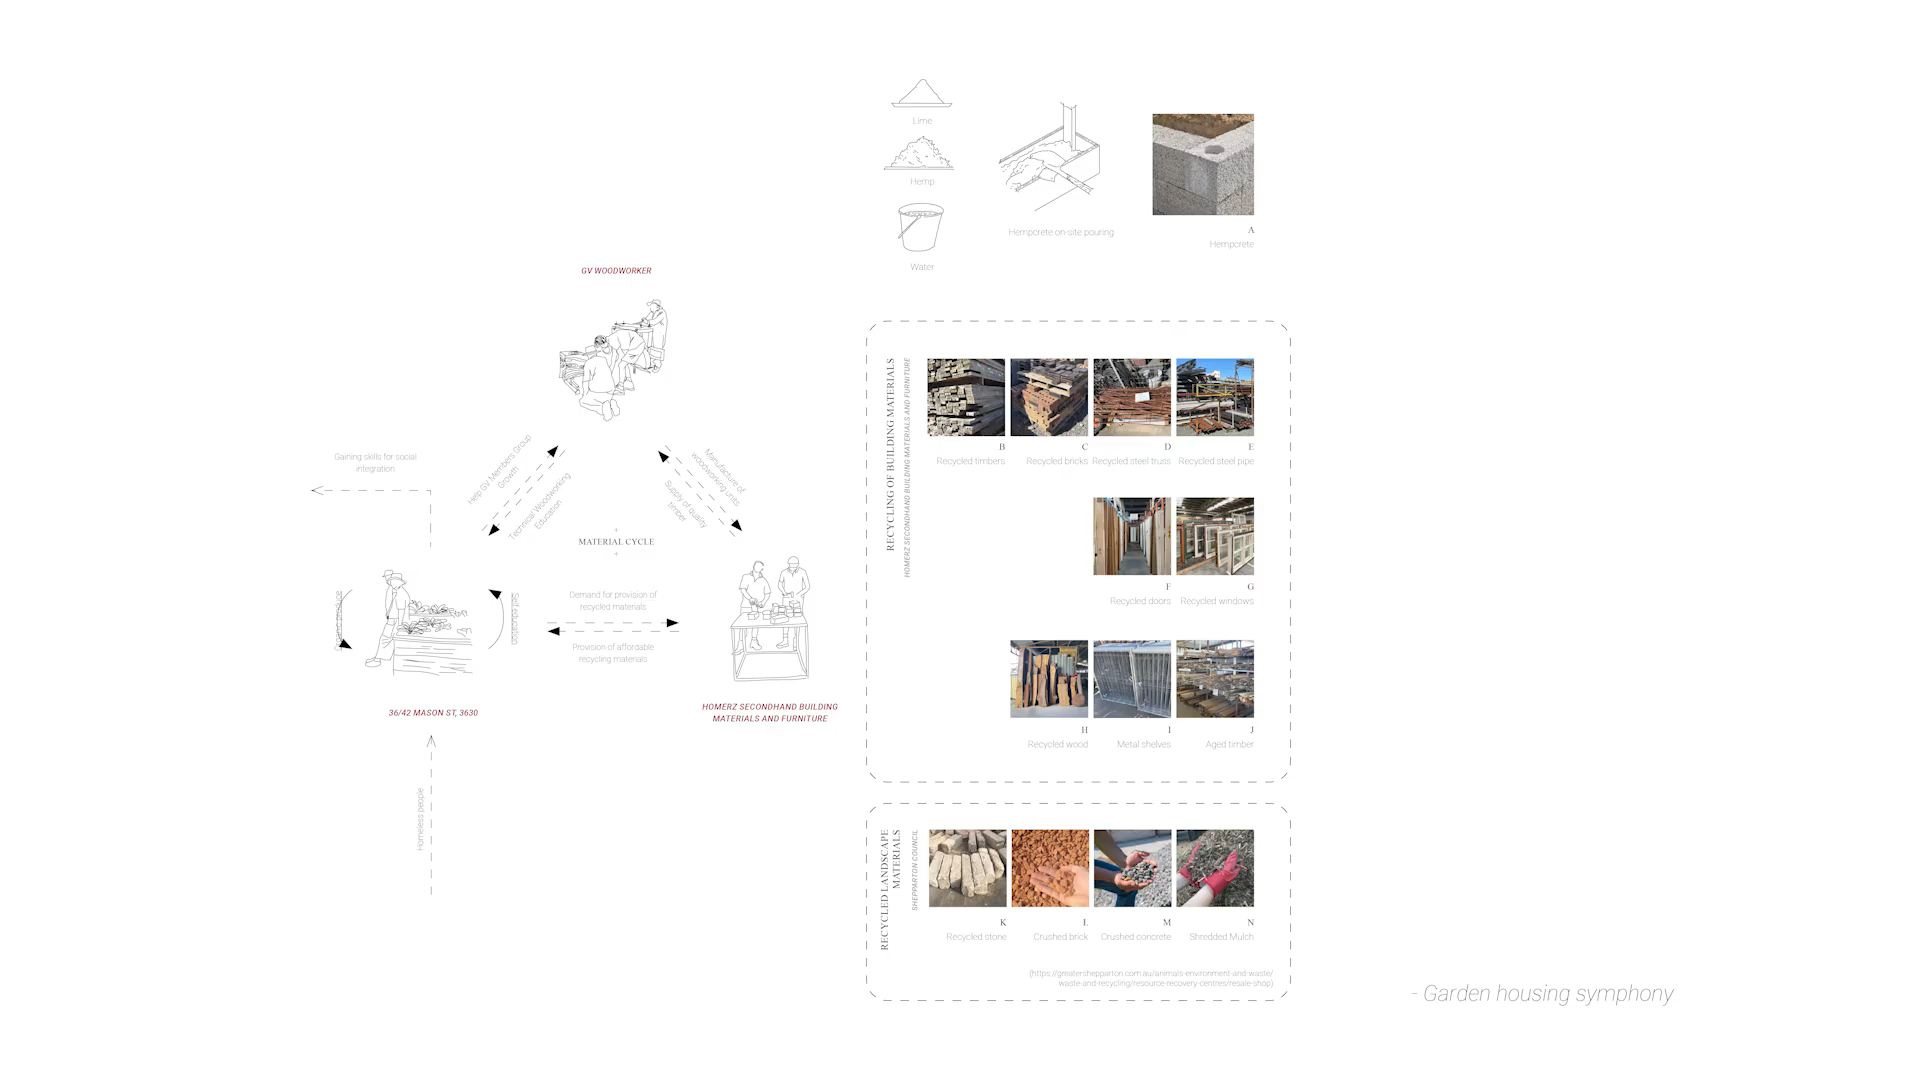 Lime
Hemp
Water
Hempcrete on-site pouring
A
Hempcrete
GV WOODWORKER
Help GV Members Group
Growth
Technical Woodworking
Education
Manufacture of
woodworking units
Supply of quality
timber
Gaining skills for social
integration
+
MATERIAL CYCLE
+
Self education
Demand for provision of
recycled materials
Provision of affordable
recycling materials
36/42 MASON ST, 3630
HOMERZ SECONDHAND BUILDING
MATERIALS AND FURNITURE
Homeless people
RECYCLING OF BUILDING MATERIALS
HOMERZ SECONDHAND BUILDING MATERIALS AND FURNITURE
B
Recycled timbers
C
Recycled bricks
D
Recycled steel truss
E
Recycled steel pipe
F
Recycled doors
G
Recycled windows
H
Recycled wood
I
Metal shelves
J
Aged timber
RECYCLED LANDSCAPE
MATERIALS
SHEPPARTON COUNCIL
K
Recycled stone
L
Crushed brick
M
Crushed concrete
N
Shredded Mulch
(https://greatershepparton.com.au/animals-environment-and-waste/
waste-and-recycling/resource-recovery-centres/resale-shop)
- Garden housing symphony